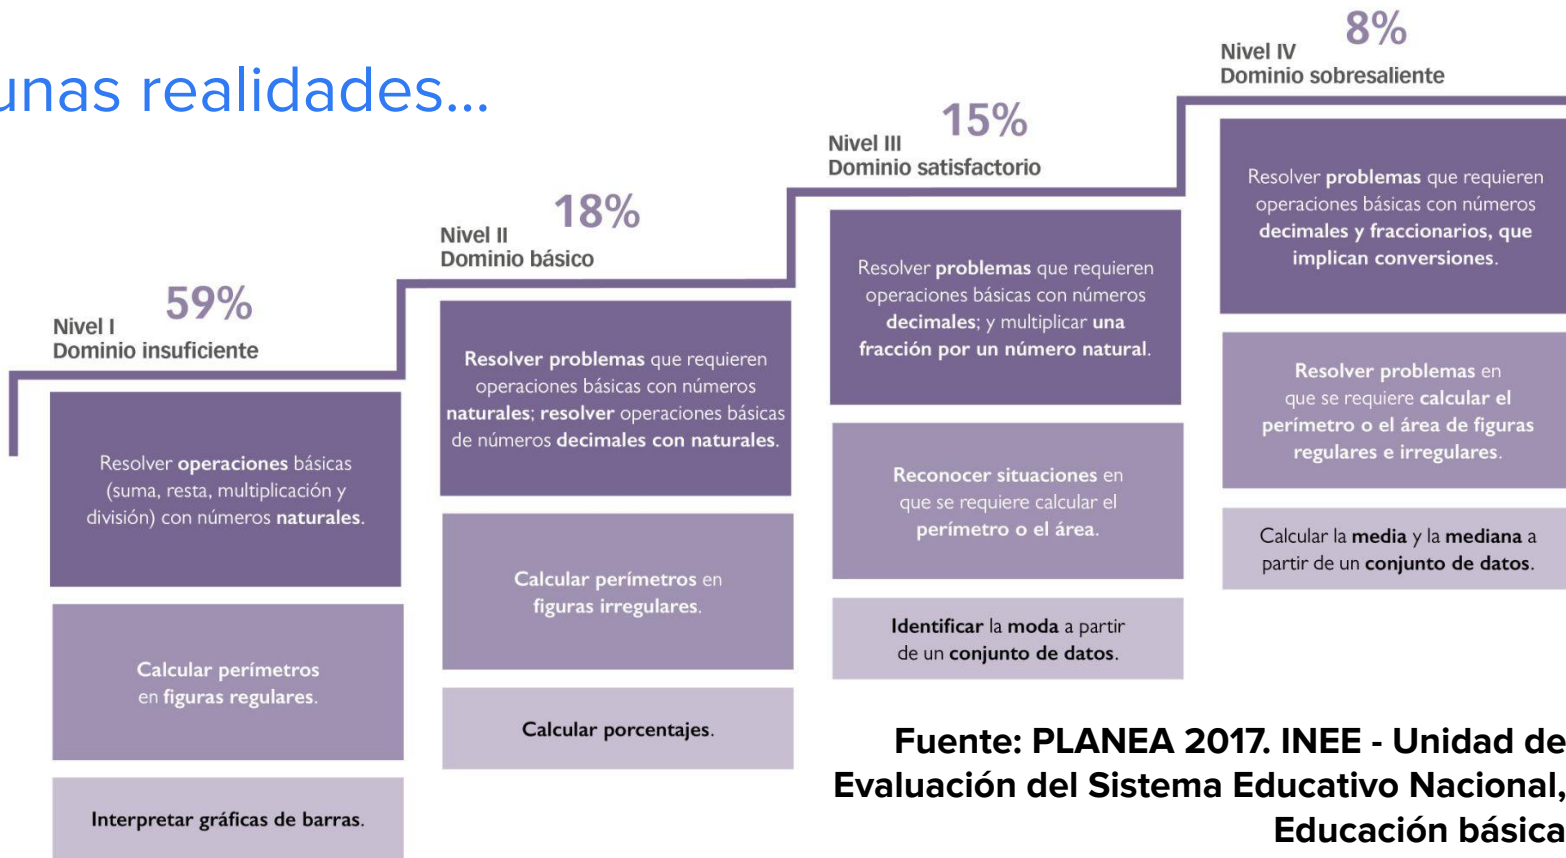 unas realidades...
59%
Nivel I
Dominio insuficiente
Resolver operaciones básicas
(suma, resta, multiplicación y
división) con números naturales.
Calcular perímetros
en figuras regulares.
Interpretar gráficas de barras.
18%
Nivel II
Dominio básico
Resolver problemas que requieren
operaciones básicas con números
naturales; resolver operaciones básicas
de números decimales con naturales.
Calcular perímetros en
figuras irregulares.
Calcular porcentajes.
15%
Nivel III
Dominio satisfactorio
Resolver problemas que requieren
operaciones básicas con números
decimales; y multiplicar una
fracción por un número natural.
Reconocer situaciones en
que se requiere calcular el
perímetro o el área.
Identificar la moda a partir
de un conjunto de datos.
8%
Nivel IV
Dominio sobresaliente
Resolver problemas que requieren
operaciones básicas con números
decimales y fraccionarios, que
implican conversiones.
Resolver problemas en
que se requiere calcular el
perímetro o el área de figuras
regulares e irregulares.
Calcular la media y la mediana a
partir de un conjunto de datos.
Fuente: PLANEA 2017. INEE - Unidad de
Evaluación del Sistema Educativo Nacional,
Educación básica